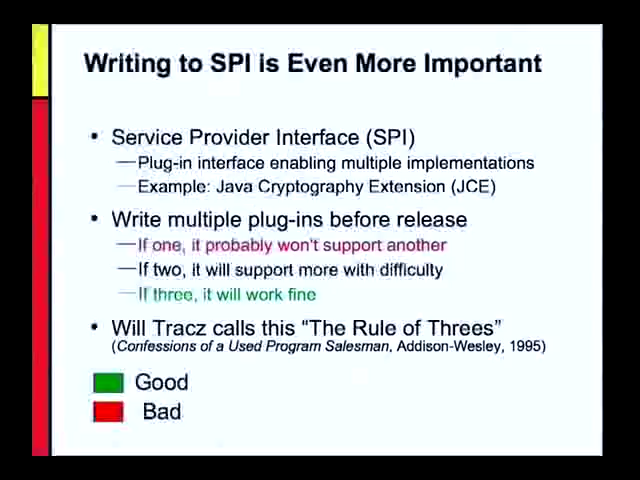 Writing to SPI is Even More Important
• Service Provider Interface (SPI)
—Plug-in interface enabling multiple implementations
—Example: Java Cryptography Extension (JCE)
• Write multiple plug-ins before release
—If one, it probably won't support another
—If two, it will support more with difficulty
—If three, it will work fine
• Will Tracz calls this “The Rule of Threes”
(Confessions of a Used Program Salesman, Addison-Wesley, 1995)
Good
Bad